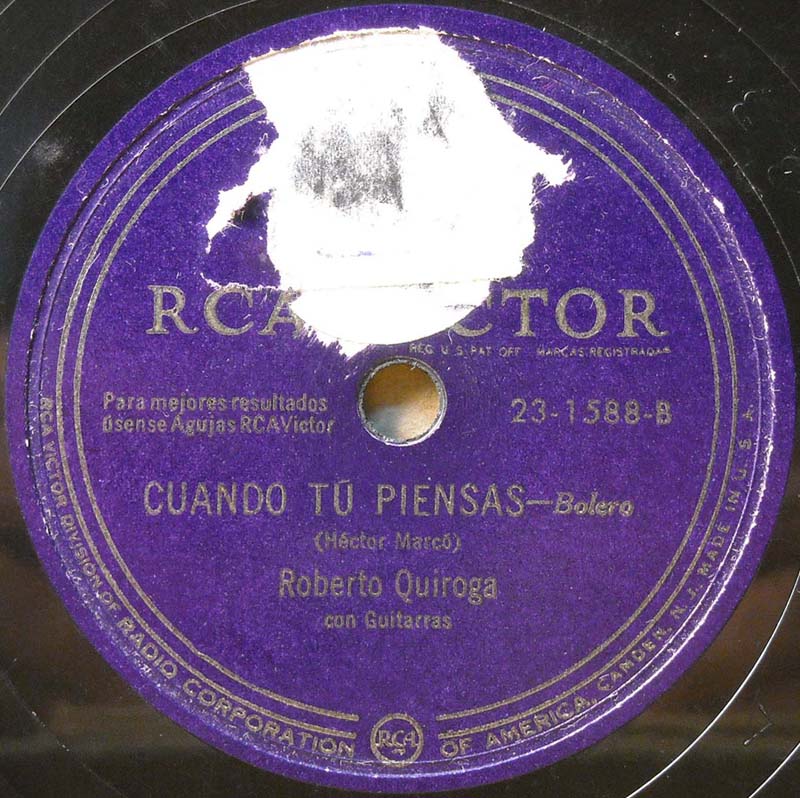 RCA VICTOR
REG. U.S. PAT. OFF. MARCAS REGISTRADAS
Para mejores resultados
úsense Agujas RCA Victor
23-1588-B
CUANDO TÚ PIENSAS—Bolero
(Héctor Marcó)
Roberto Quiroga
con Guitarras
RCA VICTOR DIVISION OF RADIO CORPORATION OF AMERICA, CAMDEN, N. J. MADE IN U. S. A.
RCA